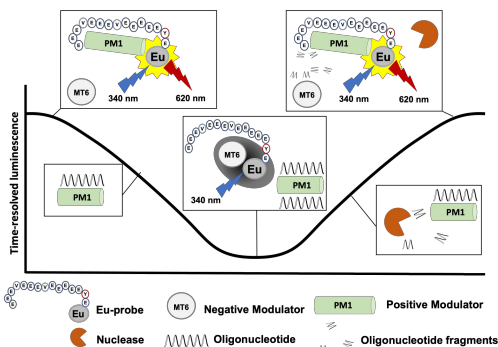 PM1
Eu
MT6
340 nm
620 nm
PM1
Eu
MT6
340 nm
620 nm
Time-resolved luminescence
MT6
Eu
340 nm
PM1
PM1
PM1
Eu
Eu-probe
MT6
Negative Modulator
PM1
Positive Modulator
Nuclease
Oligonucleotide
Oligonucleotide fragments